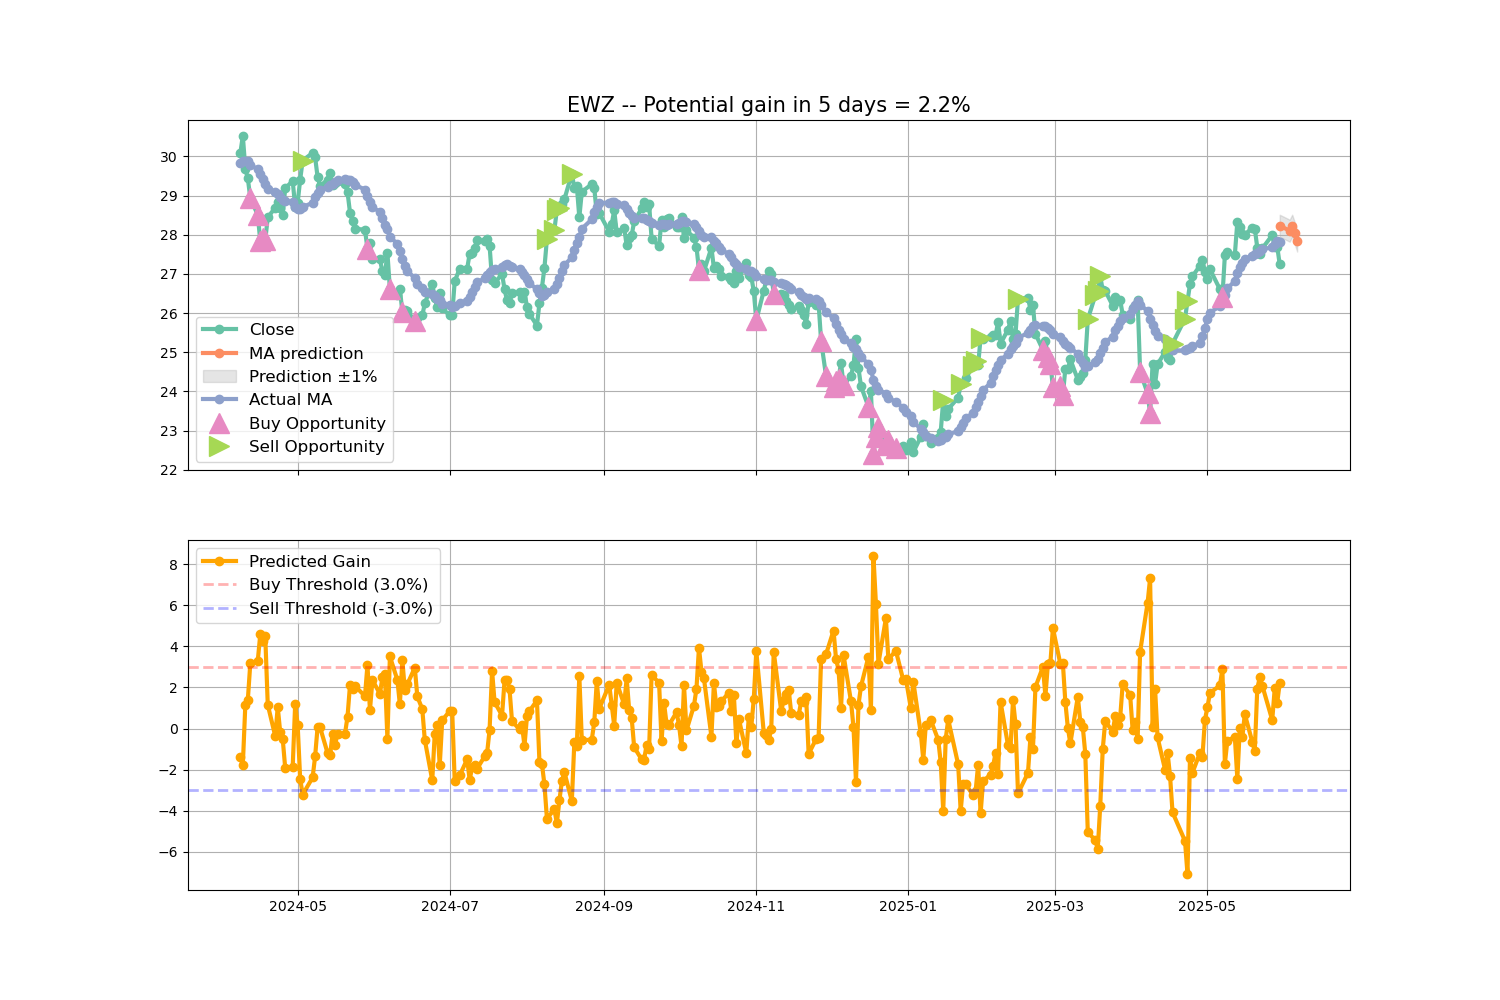 EWZ -- Potential gain in 5 days = 2.2%
30
29
28
27
26
25
24
23
22
Close
MA prediction
Prediction ±1%
Actual MA
Buy Opportunity
Sell Opportunity
8
6
4
2
0
−2
−4
−6
Predicted Gain
Buy Threshold (3.0%)
Sell Threshold (-3.0%)
2024-05 2024-07 2024-09 2024-11 2025-01 2025-03 2025-05